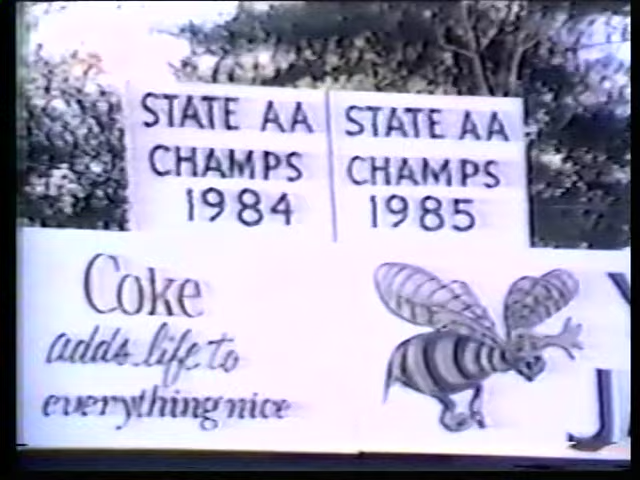 STATE AA
CHAMPS
1984
STATE AA
CHAMPS
1985
Coke
adds life to
everything nice